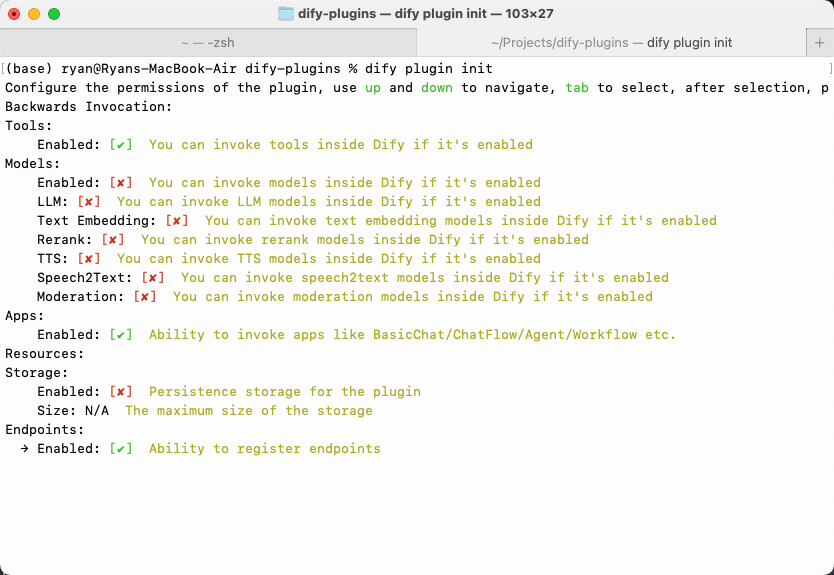 dify-plugins — dify plugin init — 103×27
~ — -zsh
~/Projects/dify-plugins — dify plugin init
+
[(base) ryan@Ryans-MacBook-Air dify-plugins % dify plugin init ]
Configure the permissions of the plugin, use up and down to navigate, tab to select, after selection, p
Backwards Invocation:
Tools:
Enabled: [✔] You can invoke tools inside Dify if it's enabled
Models:
Enabled: [✘] You can invoke models inside Dify if it's enabled
LLM: [✘] You can invoke LLM models inside Dify if it's enabled
Text Embedding: [✘] You can invoke text embedding models inside Dify if it's enabled
Rerank: [✘] You can invoke rerank models inside Dify if it's enabled
TTS: [✘] You can invoke TTS models inside Dify if it's enabled
Speech2Text: [✘] You can invoke speech2text models inside Dify if it's enabled
Moderation: [✘] You can invoke moderation models inside Dify if it's enabled
Apps:
Enabled: [✔] Ability to invoke apps like BasicChat/ChatFlow/Agent/Workflow etc.
Resources:
Storage:
Enabled: [✘] Persistence storage for the plugin
Size: N/A The maximum size of the storage
Endpoints:
→ Enabled: [✔] Ability to register endpoints